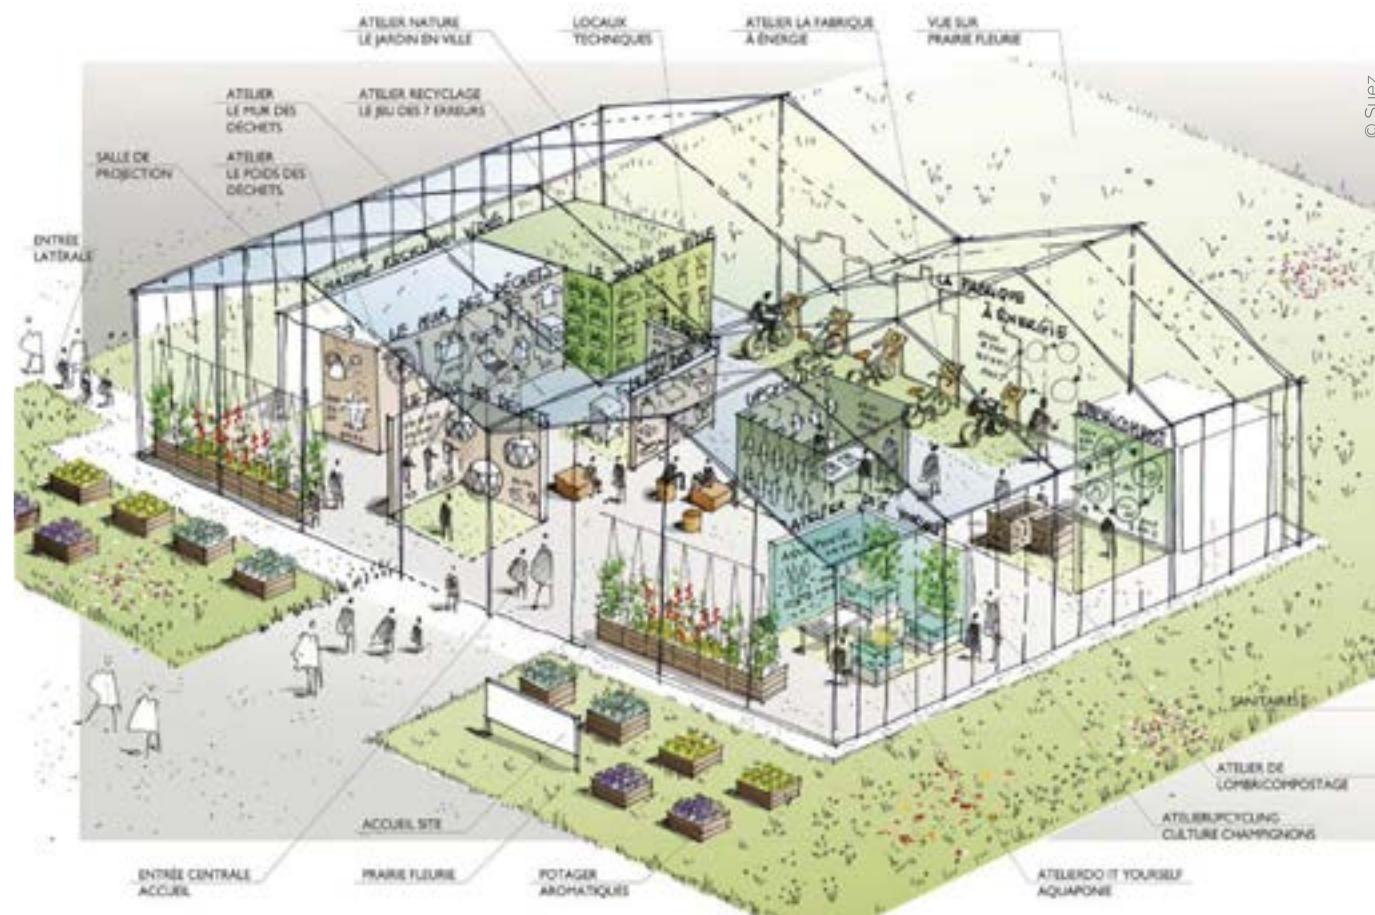 ATELIER NATURE
LE JARDIN EN VILLE
LOCAUX
TECHNIQUES
ATELIER LA FABRIQUE
À ÉNERGIE
VUE SUR
PRAIRIE FLEURIE
© Suez
ATELIER
LE MUR DES
DÉCHETS
ATELIER RECYCLAGE
LE JEU DES 7 ERREURS
SALLE DE
PROJECTION
ATELIER
LE POIDS DES
DÉCHETS
ENTRÉE
LATÉRALE
LE MUR DES DÉCHETS
LE JARDIN EN VILLE
LA FABRIQUE
À ÉNERGIE
SANITAIRES
ATELIER DE
LOMBRICOMPOSTAGE
ATELIERUPCYCLING
CULTURE CHAMPIGNONS
ACCUEIL SITE
ENTRÉE CENTRALE
ACCUEIL
PRAIRIE FLEURIE
POTAGER
AROMATIQUES
ATELIERDO IT YOURSELF
AQUAPONIE